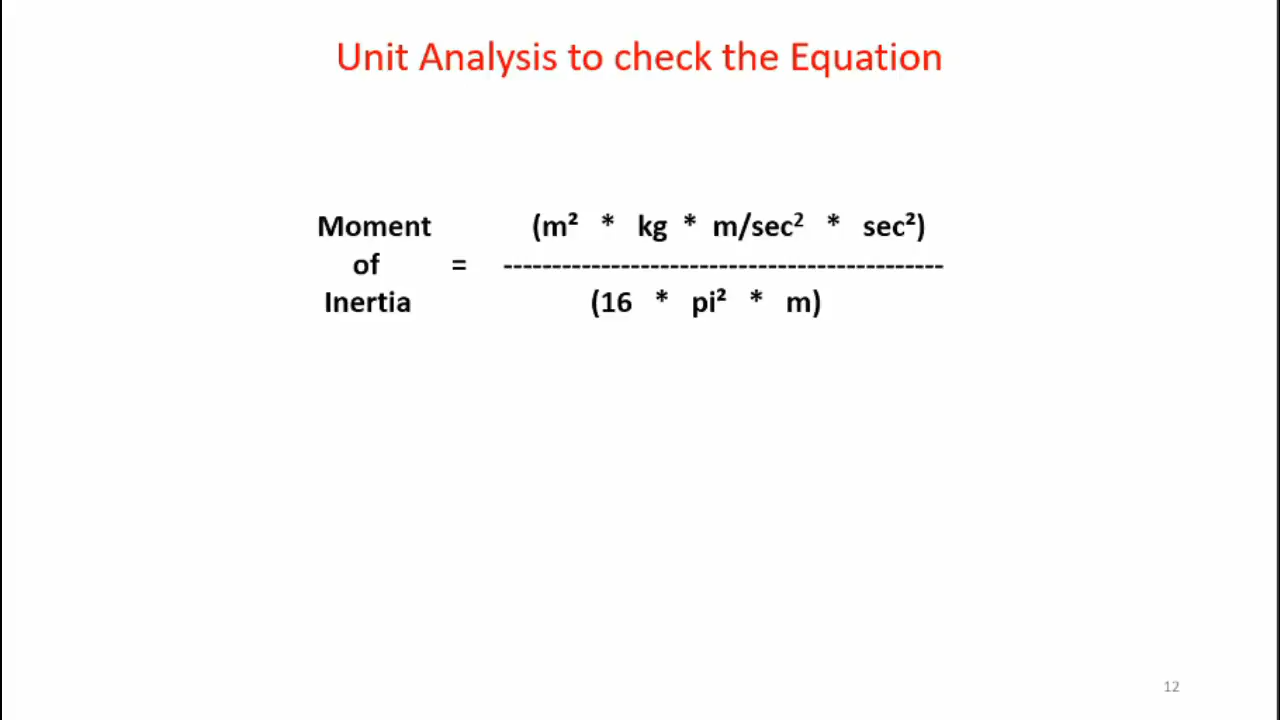 Unit Analysis to check the Equation
Moment (m² * kg * m/sec² * sec²)
of = ----------------------------------------------
Inertia (16 * pi² * m)
12